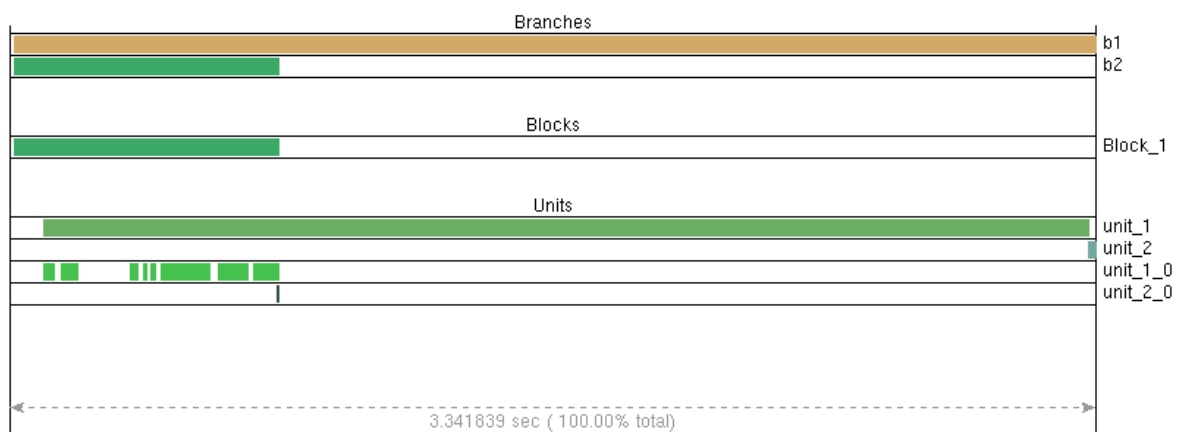 Branches
b1
b2
Blocks
Block_1
Units
unit_1
unit_2
unit_1_0
unit_2_0
3.341839 sec ( 100.00% total)